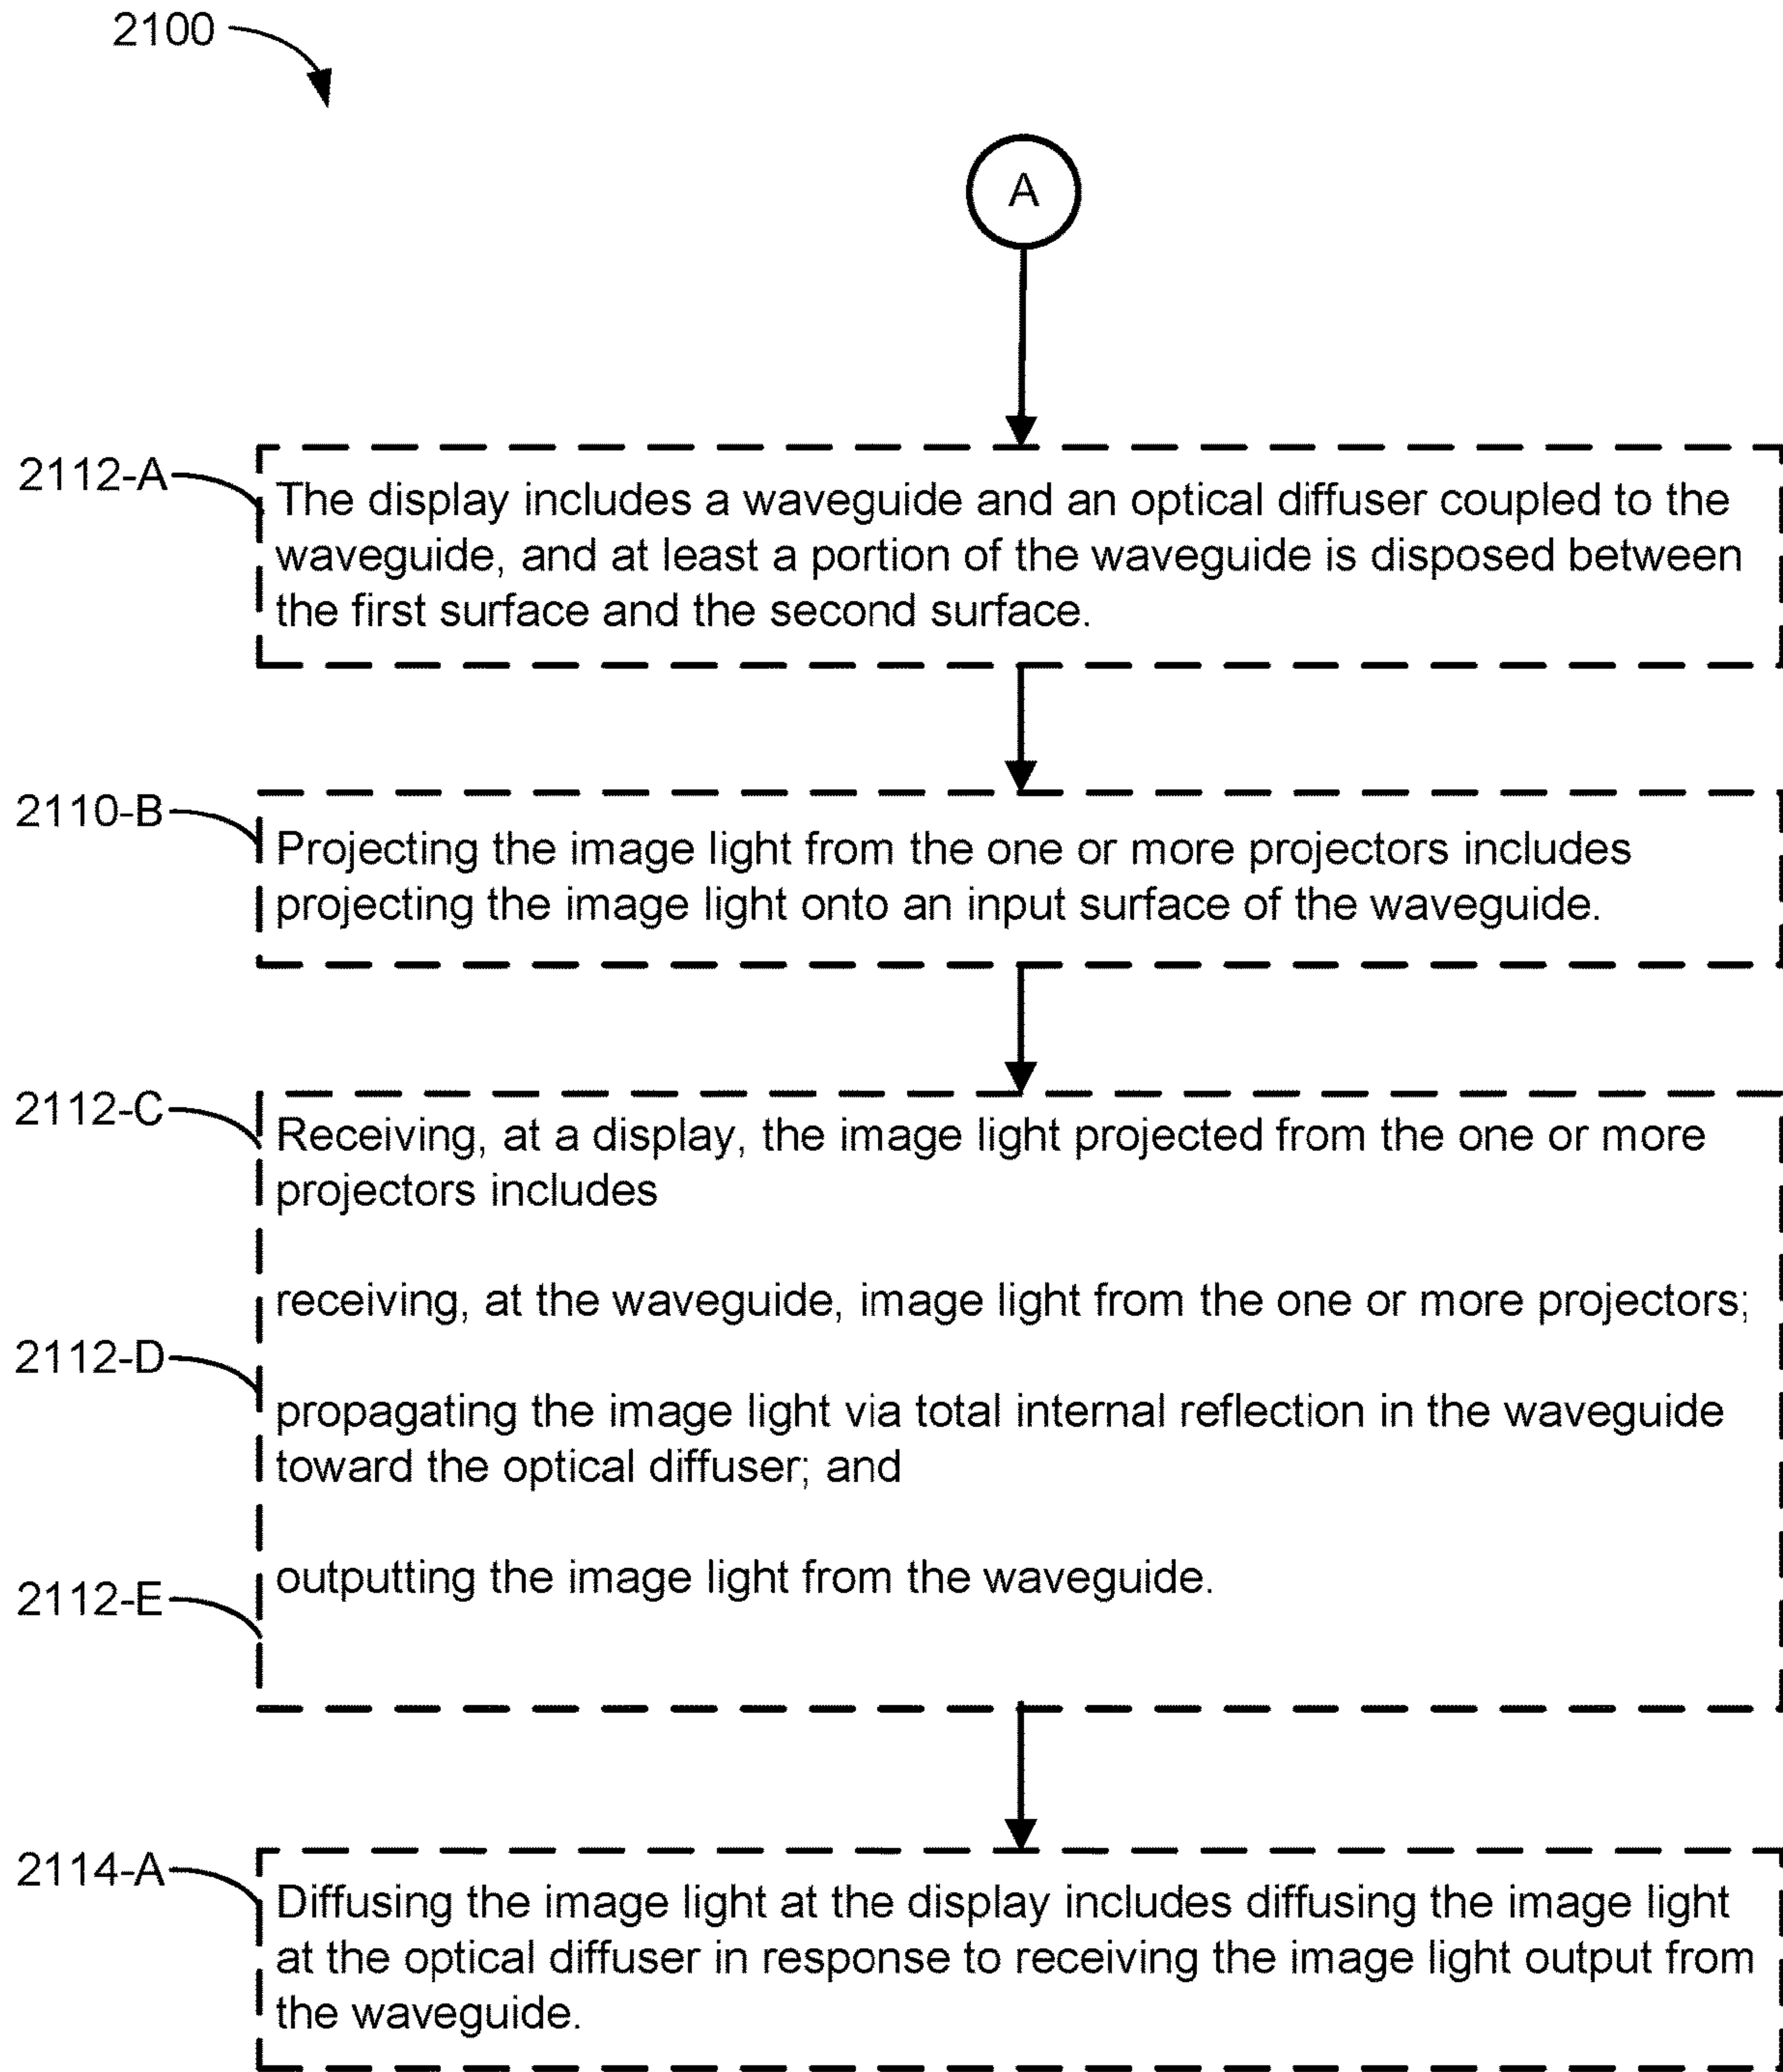 2100
A
2112-A
The display includes a waveguide and an optical diffuser coupled to the
waveguide, and at least a portion of the waveguide is disposed between
the first surface and the second surface.
2110-B
Projecting the image light from the one or more projectors includes
projecting the image light onto an input surface of the waveguide.
2112-C
Receiving, at a display, the image light projected from the one or more
projectors includes
receiving, at the waveguide, image light from the one or more projectors;
2112-D
propagating the image light via total internal reflection in the waveguide
toward the optical diffuser; and
2112-E
outputting the image light from the waveguide.
2114-A
Diffusing the image light at the display includes diffusing the image light
at the optical diffuser in response to receiving the image light output from
the waveguide.